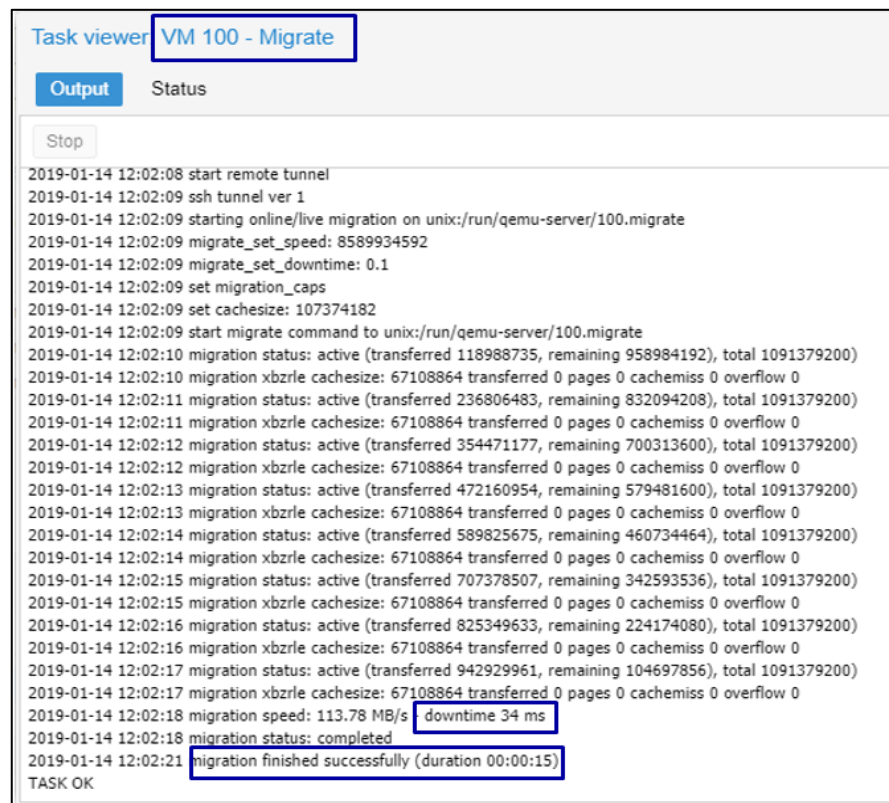 Task viewer VM 100 - Migrate
Output Status
Stop
2019-01-14 12:02:08 start remote tunnel
2019-01-14 12:02:09 ssh tunnel ver 1
2019-01-14 12:02:09 starting online/live migration on unix:/run/qemu-server/100.migrate
2019-01-14 12:02:09 migrate_set_speed: 8589934592
2019-01-14 12:02:09 migrate_set_downtime: 0.1
2019-01-14 12:02:09 set migration_caps
2019-01-14 12:02:09 set cachesize: 107374182
2019-01-14 12:02:09 start migrate command to unix:/run/qemu-server/100.migrate
2019-01-14 12:02:10 migration status: active (transferred 118988735, remaining 958984192), total 1091379200)
2019-01-14 12:02:10 migration xbzrle cachesize: 67108864 transferred 0 pages 0 cachemiss 0 overflow 0
2019-01-14 12:02:11 migration status: active (transferred 236806483, remaining 832094208), total 1091379200)
2019-01-14 12:02:11 migration xbzrle cachesize: 67108864 transferred 0 pages 0 cachemiss 0 overflow 0
2019-01-14 12:02:12 migration status: active (transferred 354471177, remaining 700313600), total 1091379200)
2019-01-14 12:02:12 migration xbzrle cachesize: 67108864 transferred 0 pages 0 cachemiss 0 overflow 0
2019-01-14 12:02:13 migration status: active (transferred 472160954, remaining 579481600), total 1091379200)
2019-01-14 12:02:13 migration xbzrle cachesize: 67108864 transferred 0 pages 0 cachemiss 0 overflow 0
2019-01-14 12:02:14 migration status: active (transferred 589825675, remaining 460734464), total 1091379200)
2019-01-14 12:02:14 migration xbzrle cachesize: 67108864 transferred 0 pages 0 cachemiss 0 overflow 0
2019-01-14 12:02:15 migration status: active (transferred 707378507, remaining 342593536), total 1091379200)
2019-01-14 12:02:15 migration xbzrle cachesize: 67108864 transferred 0 pages 0 cachemiss 0 overflow 0
2019-01-14 12:02:16 migration status: active (transferred 825349633, remaining 224174080), total 1091379200)
2019-01-14 12:02:16 migration xbzrle cachesize: 67108864 transferred 0 pages 0 cachemiss 0 overflow 0
2019-01-14 12:02:17 migration status: active (transferred 942929961, remaining 104697856), total 1091379200)
2019-01-14 12:02:17 migration xbzrle cachesize: 67108864 transferred 0 pages 0 cachemiss 0 overflow 0
2019-01-14 12:02:18 migration speed: 113.78 MB/s - downtime 34 ms
2019-01-14 12:02:18 migration status: completed
2019-01-14 12:02:21 migration finished successfully (duration 00:00:15)
TASK OK